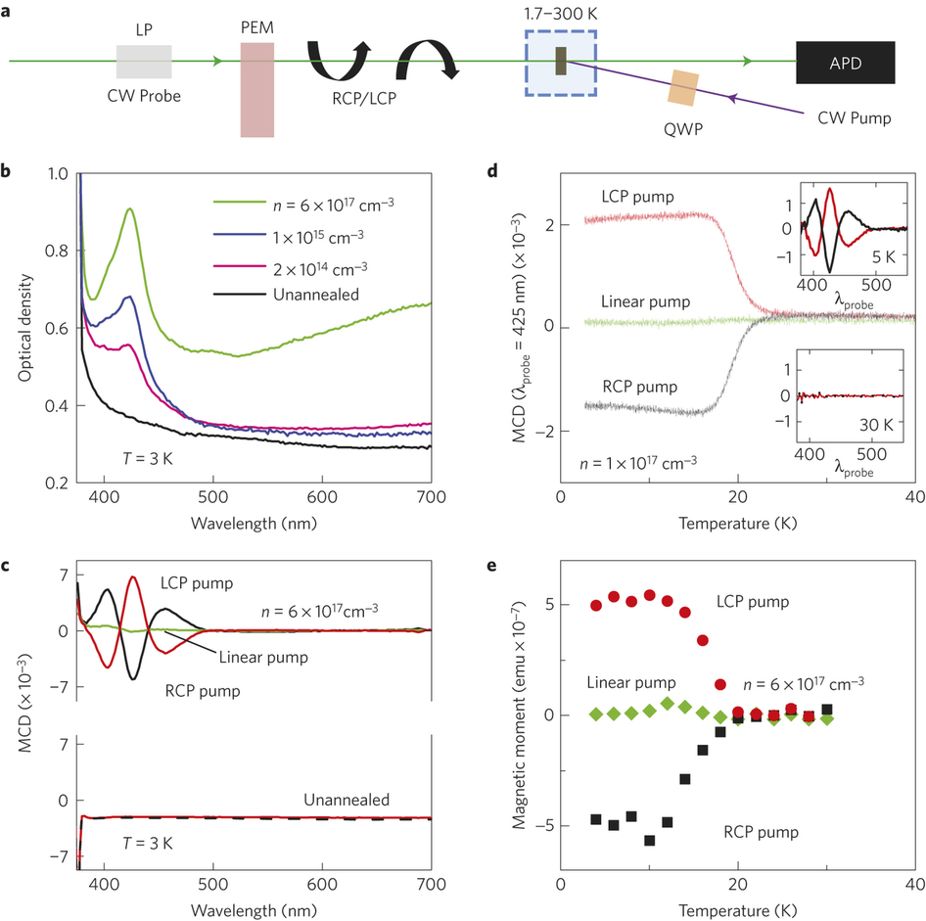 a
LP
PEM
1.7–300 K
APD
CW Probe
RCP/LCP
QWP
CW Pump
b
1.0
0.8
0.6
0.4
0.2
Optical density
n = 6 × 10¹⁷ cm⁻³
1 × 10¹⁵ cm⁻³
2 × 10¹⁴ cm⁻³
Unannealed
T = 3 K
400 500 600 700
Wavelength (nm)
c
7
0
−7
7
0
−7
MCD (× 10⁻³)
LCP pump
n = 6 × 10¹⁷cm⁻³
Linear pump
RCP pump
Unannealed
T = 3 K
400 500 600 700
Wavelength (nm)
d
2
0
−2
MCD (λprobe = 425 nm) (× 10⁻³)
LCP pump
Linear pump
RCP pump
n = 1 × 10¹⁷ cm⁻³
1
0
−1
5 K
400 500
λprobe
1
0
−1
30 K
400 500
λprobe
0 20 40
Temperature (K)
e
5
0
−5
Magnetic moment (emu × 10⁻⁷)
LCP pump
Linear pump
n = 6 × 10¹⁷ cm⁻³
RCP pump
0 20 40
Temperature (K)